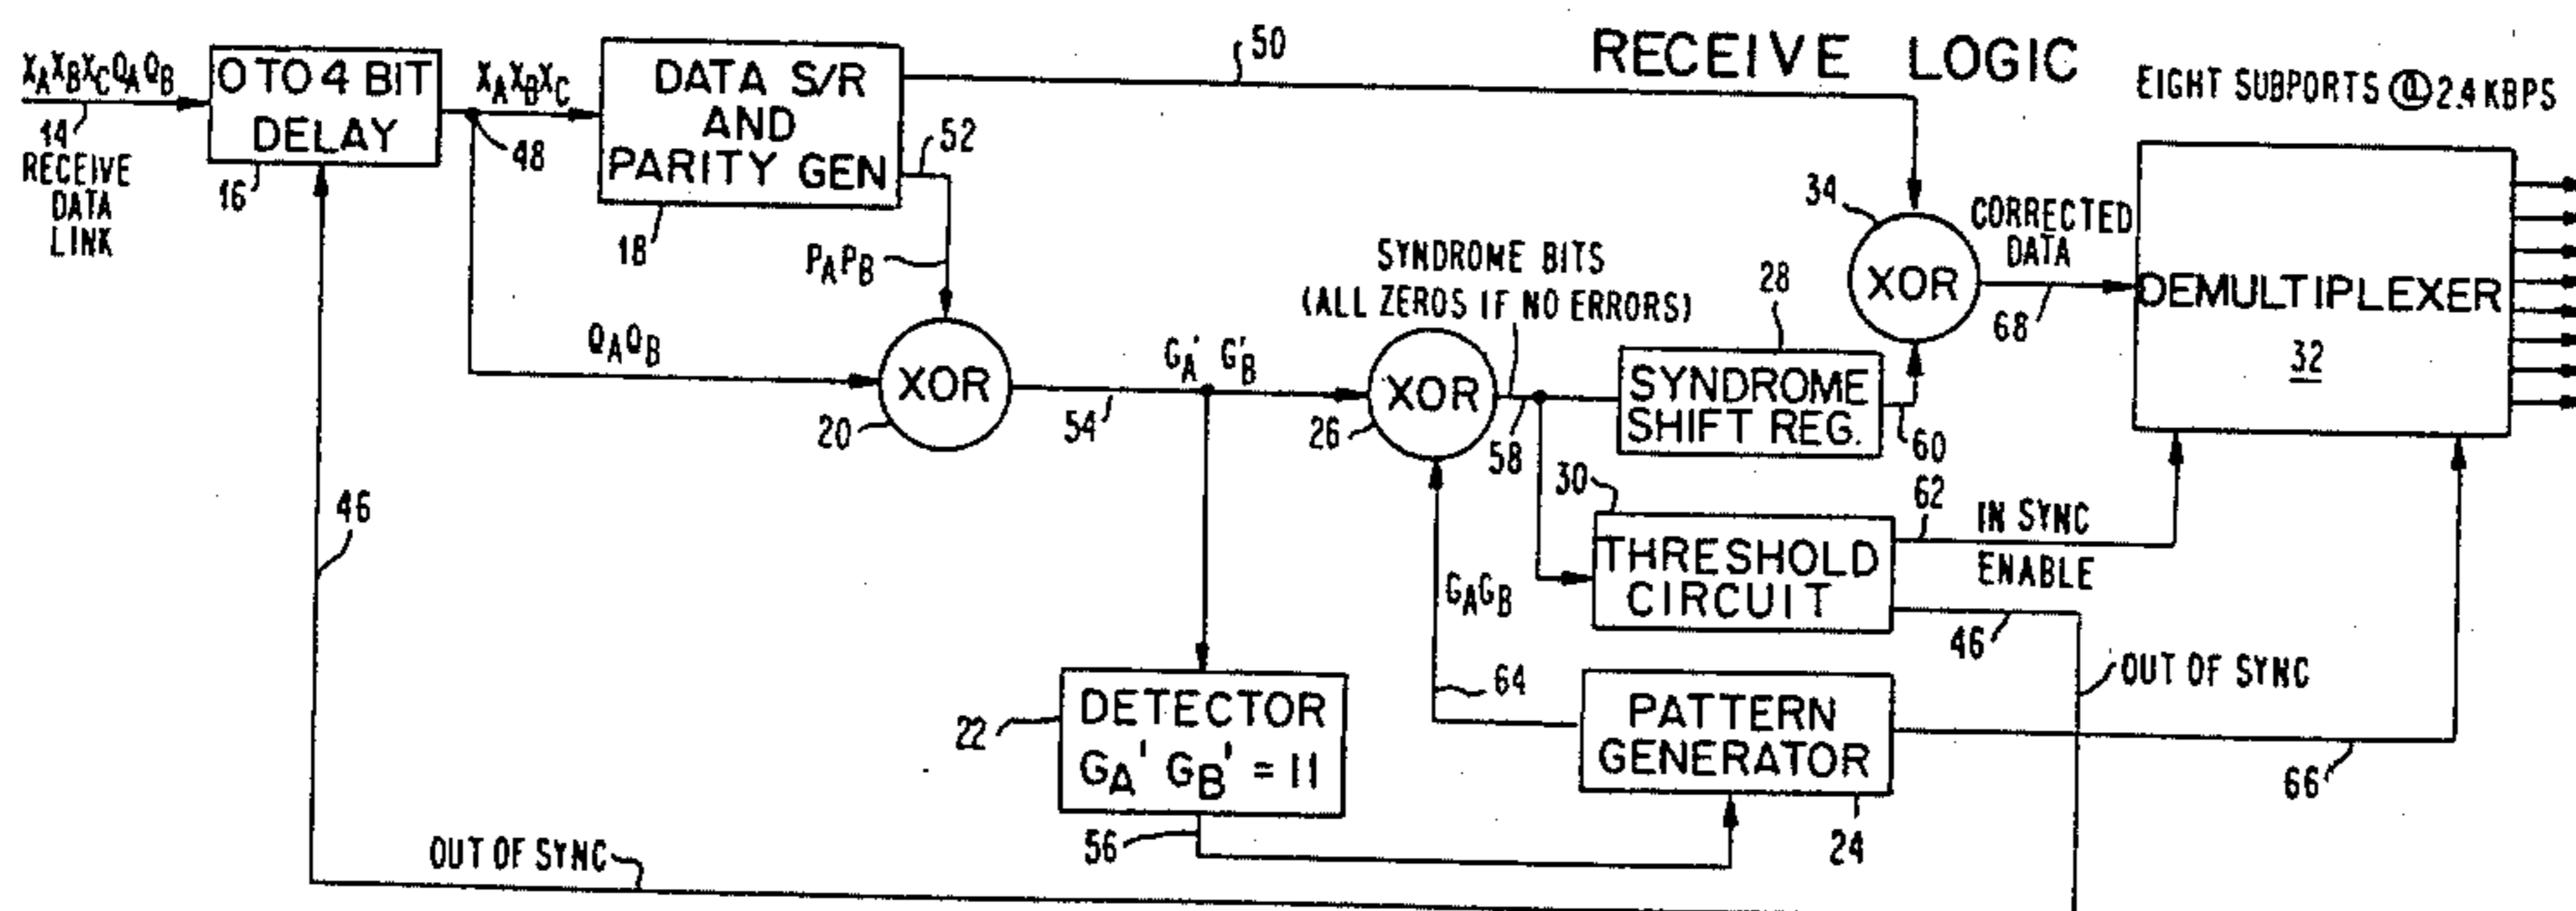 RECEIVE LOGIC
EIGHT SUBPORTS @ 2.4 KBPS
XAXBXCQAQB
14
RECEIVE
DATA
LINK
0 TO 4 BIT
DELAY
16
XAXBXC
48
DATA S/R
AND
PARITY GEN
18
50
52
PAPB
QAQB
XOR
20
54
GA' GB'
SYNDROME BITS
(ALL ZEROS IF NO ERRORS)
XOR
26
58
28
SYNDROME
SHIFT REG.
60
34
XOR
CORRECTED
DATA
68
DEMULTIPLEXER
32
30
THRESHOLD
CIRCUIT
62
IN SYNC
ENABLE
46
OUT OF SYNC
GAGB
64
PATTERN
GENERATOR
24
66
22
DETECTOR
GA' GB' = 11
56
46
OUT OF SYNC